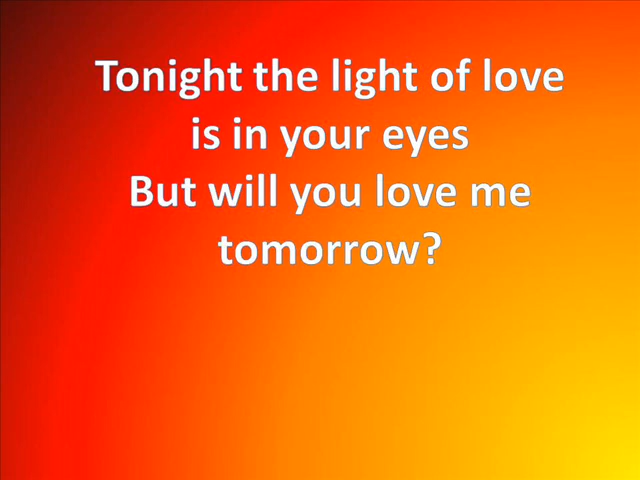 Tonight the light of love
is in your eyes
But will you love me
tomorrow?